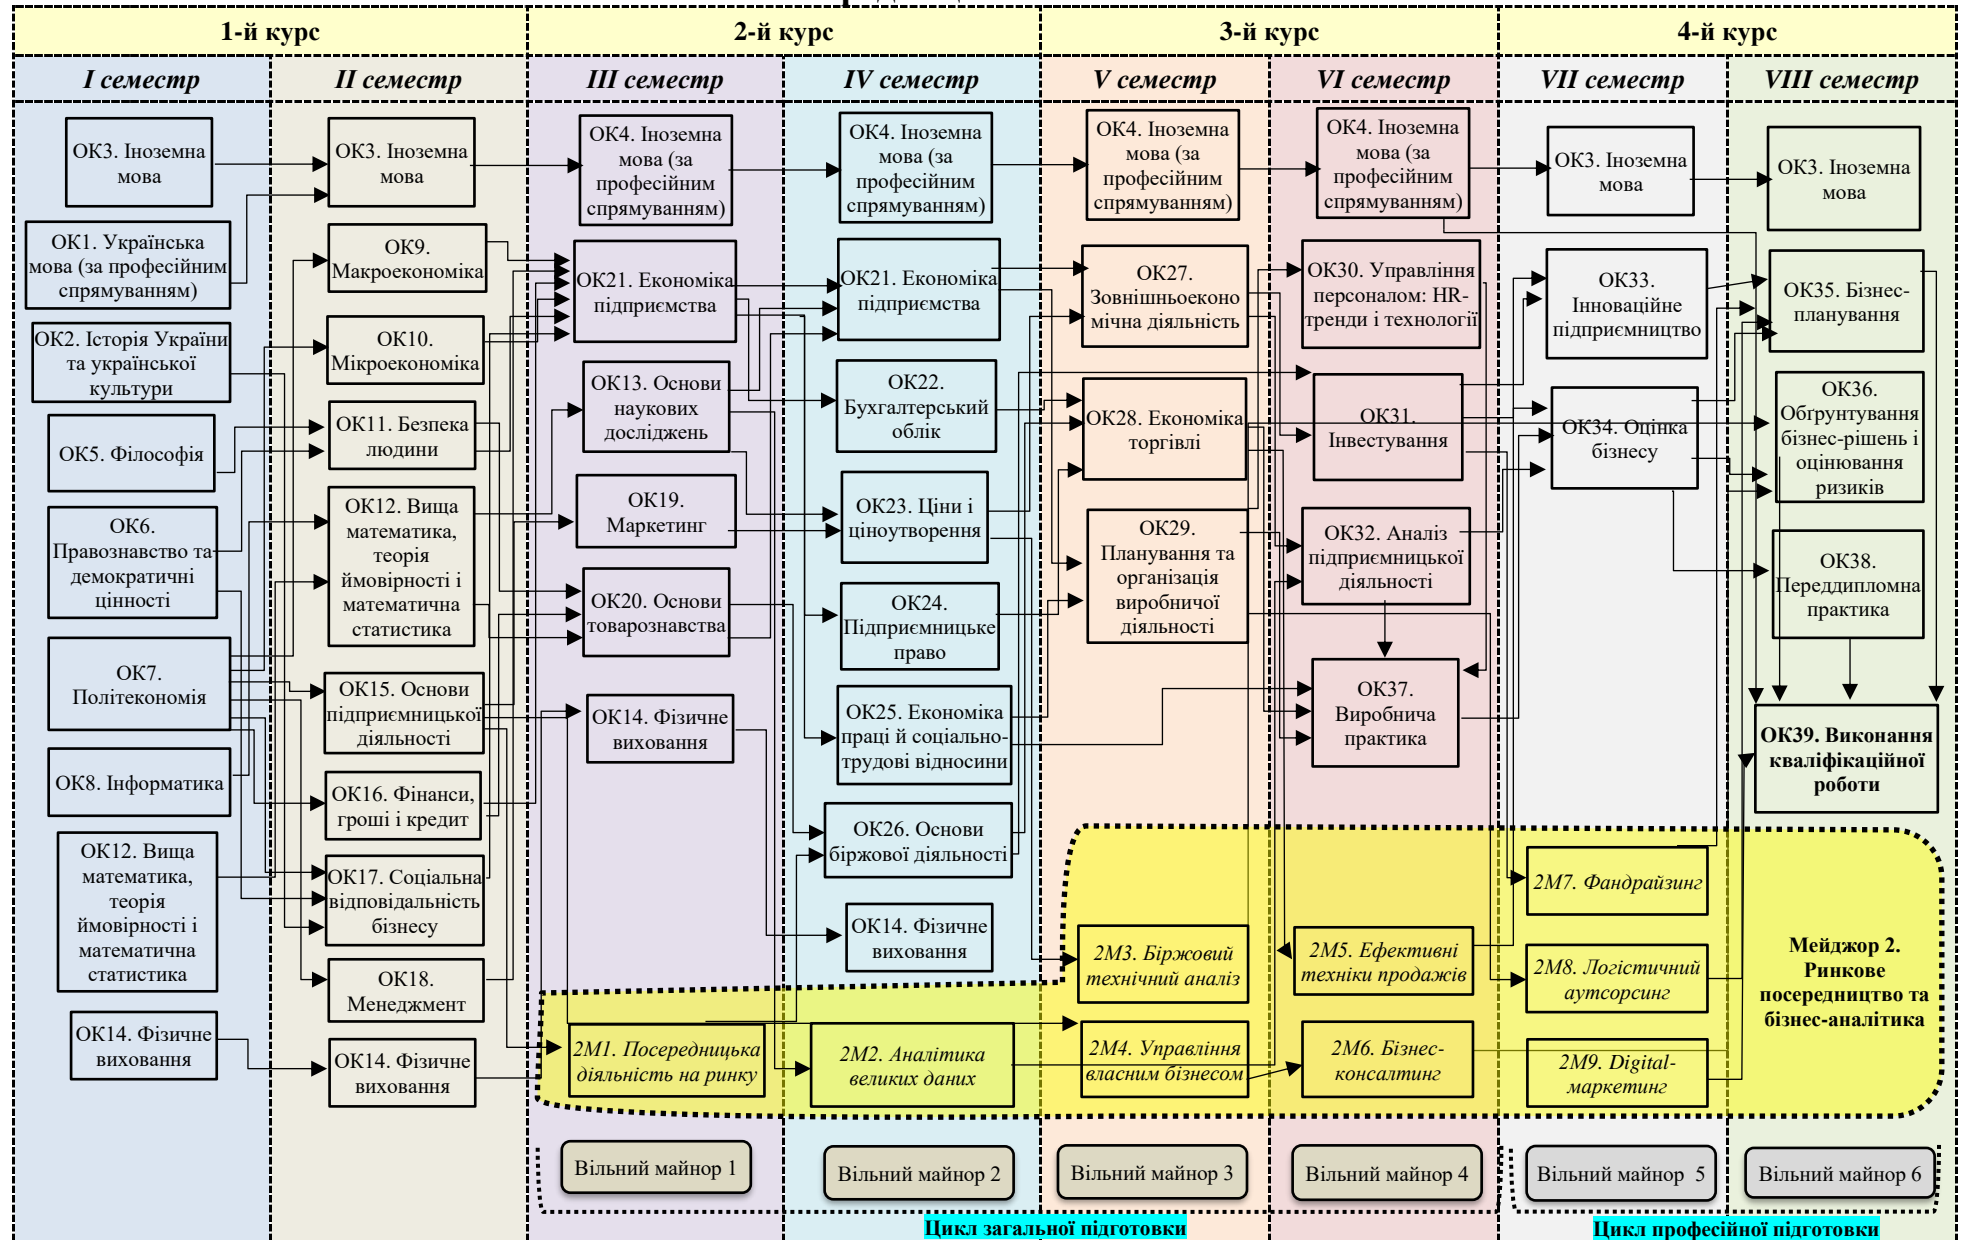 1-й курс
2-й курс
3-й курс
4-й курс
I семестр
II семестр
III семестр
IV семестр
V семестр
VI семестр
VII семестр
VIII семестр
ОК3. Іноземна
мова
ОК1. Українська
мова (за професійним
спрямуванням)
ОК2. Історія України
та української
культури
ОК5. Філософія
ОК6.
Правознавство та
демократичні
цінності
ОК7.
Політекономія
ОК8. Інформатика
ОК12. Вища
математика,
теорія
ймовірності і
математична
статистика
ОК14. Фізичне
виховання
ОК3. Іноземна
мова
ОК9.
Макроекономіка
ОК10.
Мікроекономіка
ОК11. Безпека
людини
ОК12. Вища
математика,
теорія
ймовірності і
математична
статистика
ОК15. Основи
підприємницької
діяльності
ОК16. Фінанси,
гроші і кредит
ОК17. Соціальна
відповідальність
бізнесу
ОК18.
Менеджмент
ОК14. Фізичне
виховання
ОК4. Іноземна
мова (за
професійним
спрямуванням)
ОК21. Економіка
підприємства
ОК13. Основи
наукових
досліджень
ОК19.
Маркетинг
ОК20. Основи
товарознавства
ОК14. Фізичне
виховання
2М1. Посередницька
діяльність на ринку
Вільний майнор 1
ОК4. Іноземна
мова (за
професійним
спрямуванням)
ОК21. Економіка
підприємства
ОК22.
Бухгалтерський
облік
ОК23. Ціни і
ціноутворення
ОК24.
Підприємницьке
право
ОК25. Економіка
праці й соціально-
трудові відносини
ОК26. Основи
біржової діяльності
ОК14. Фізичне
виховання
2М2. Аналітика
великих даних
Вільний майнор 2
ОК4. Іноземна
мова (за
професійним
спрямуванням)
ОК27.
Зовнішньоеконо
мічна діяльність
ОК28. Економіка
торгівлі
ОК29.
Планування та
організація
виробничої
діяльності
2М3. Біржовий
технічний аналіз
2М4. Управління
власним бізнесом
Вільний майнор 3
ОК4. Іноземна
мова (за
професійним
спрямуванням)
ОК30. Управління
персоналом: HR-
тренди і технології
ОК31.
Інвестування
ОК32. Аналіз
підприємницької
діяльності
ОК37.
Виробнича
практика
2М5. Ефективні
техніки продажів
2М6. Бізнес-
консалтинг
Вільний майнор 4
ОК3. Іноземна
мова
ОК33.
Інноваційне
підприємництво
ОК34. Оцінка
бізнесу
2М7. Фандрайзинг
2М8. Логістичний
аутсорсинг
2М9. Digital-
маркетинг
Вільний майнор 5
ОК3. Іноземна
мова
ОК35. Бізнес-
планування
ОК36.
Обґрунтування
бізнес-рішень і
оцінювання
ризиків
ОК38.
Переддипломна
практика
ОК39. Виконання
кваліфікаційної
роботи
Мейджор 2.
Ринкове
посередництво та
бізнес-аналітика
Вільний майнор 6
Цикл загальної підготовки
Цикл професійної підготовки